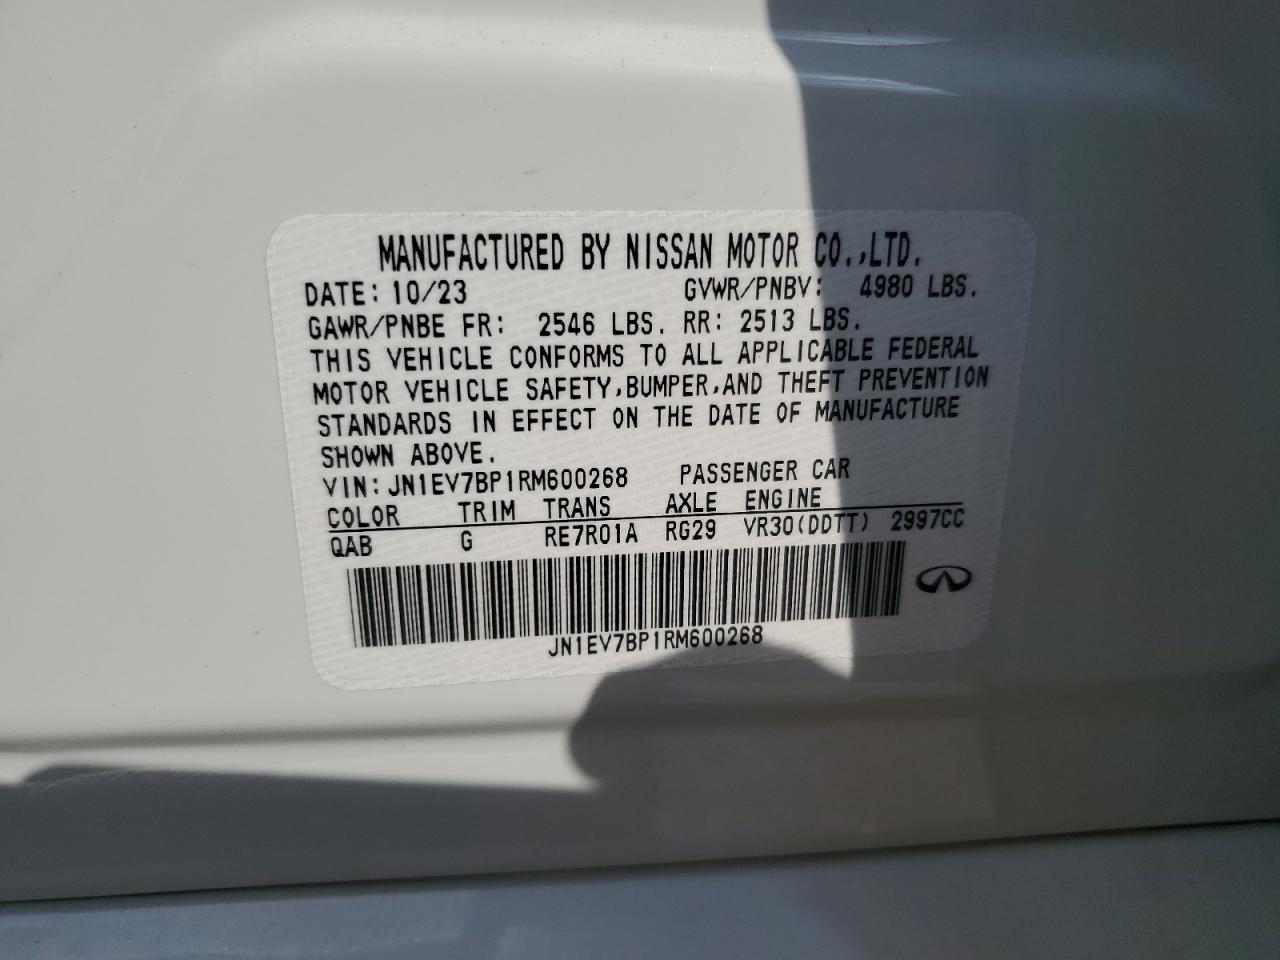 MANUFACTURED BY NISSAN MOTOR CO.,LTD.
DATE: 10/23 GVWR/PNBV: 4980 LBS.
GAWR/PNBE FR: 2546 LBS. RR: 2513 LBS.
THIS VEHICLE CONFORMS TO ALL APPLICABLE FEDERAL
MOTOR VEHICLE SAFETY,BUMPER,AND THEFT PREVENTION
STANDARDS IN EFFECT ON THE DATE OF MANUFACTURE
SHOWN ABOVE.
VIN: JN1EV7BP1RM600268 PASSENGER CAR
COLOR TRIM TRANS AXLE ENGINE
QAB G RE7R01A RG29 VR30(DDTT) 2997CC
JN1EV7BP1RM600268